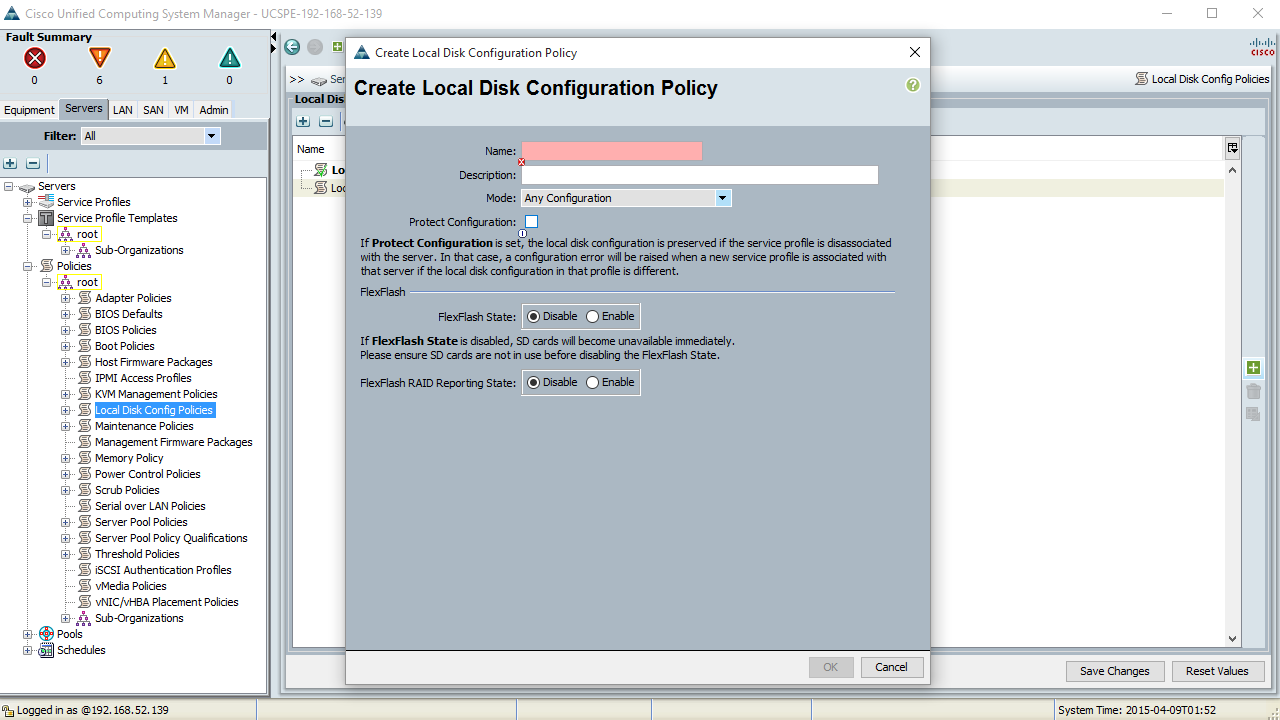 Cisco Unified Computing System Manager - UCSPE-192-168-52-139
Fault Summary
0 6 1 0
Equipment Servers LAN SAN VM Admin
Filter: All
Servers
Service Profiles
Service Profile Templates
root
Sub-Organizations
Policies
root
Adapter Policies
BIOS Defaults
BIOS Policies
Boot Policies
Host Firmware Packages
IPMI Access Profiles
KVM Management Policies
Local Disk Config Policies
Maintenance Policies
Management Firmware Packages
Memory Policy
Power Control Policies
Scrub Policies
Serial over LAN Policies
Server Pool Policies
Server Pool Policy Qualifications
Threshold Policies
iSCSI Authentication Profiles
vMedia Policies
vNIC/vHBA Placement Policies
Sub-Organizations
Pools
Schedules
cisco
>> Ser
Local Disk Config Policies
Local Dis
Name
Lo
Loc
Create Local Disk Configuration Policy
Create Local Disk Configuration Policy
?
Name:
Description:
Mode: Any Configuration
Protect Configuration:
If Protect Configuration is set, the local disk configuration is preserved if the service profile is disassociated
with the server. In that case, a configuration error will be raised when a new service profile is associated with
that server if the local disk configuration in that profile is different.
FlexFlash
FlexFlash State: Disable Enable
If FlexFlash State is disabled, SD cards will become unavailable immediately.
Please ensure SD cards are not in use before disabling the FlexFlash State.
FlexFlash RAID Reporting State: Disable Enable
OK Cancel
Save Changes Reset Values
Logged in as @192.168.52.139
System Time: 2015-04-09T01:52